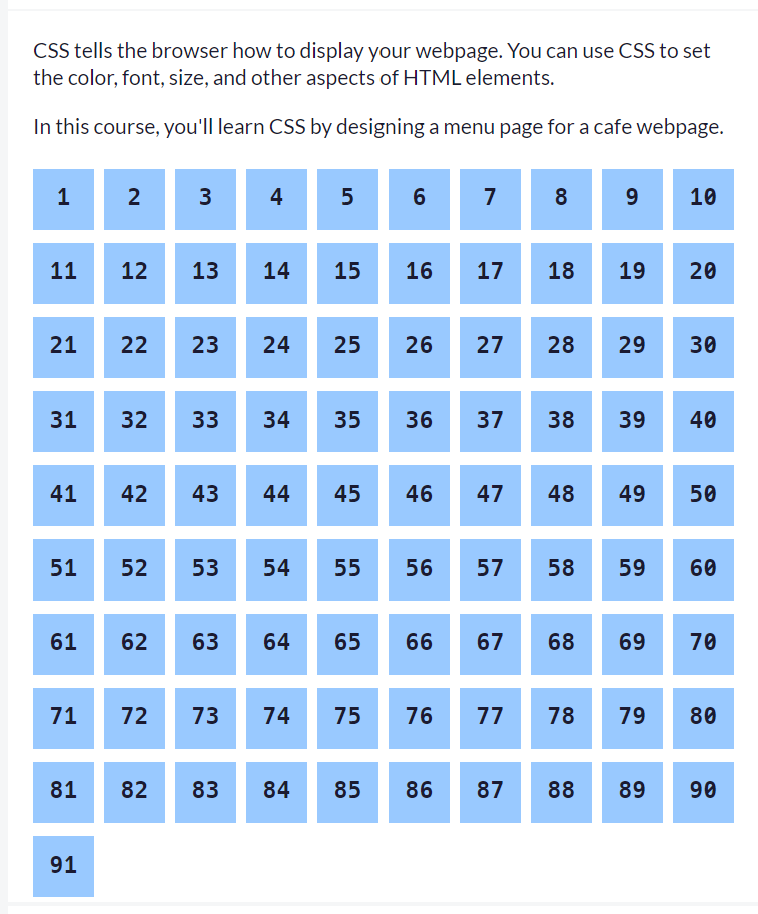 CSS tells the browser how to display your webpage. You can use CSS to set
the color, font, size, and other aspects of HTML elements.
In this course, you'll learn CSS by designing a menu page for a cafe webpage.
1 2 3 4 5 6 7 8 9 10
11 12 13 14 15 16 17 18 19 20
21 22 23 24 25 26 27 28 29 30
31 32 33 34 35 36 37 38 39 40
41 42 43 44 45 46 47 48 49 50
51 52 53 54 55 56 57 58 59 60
61 62 63 64 65 66 67 68 69 70
71 72 73 74 75 76 77 78 79 80
81 82 83 84 85 86 87 88 89 90
91